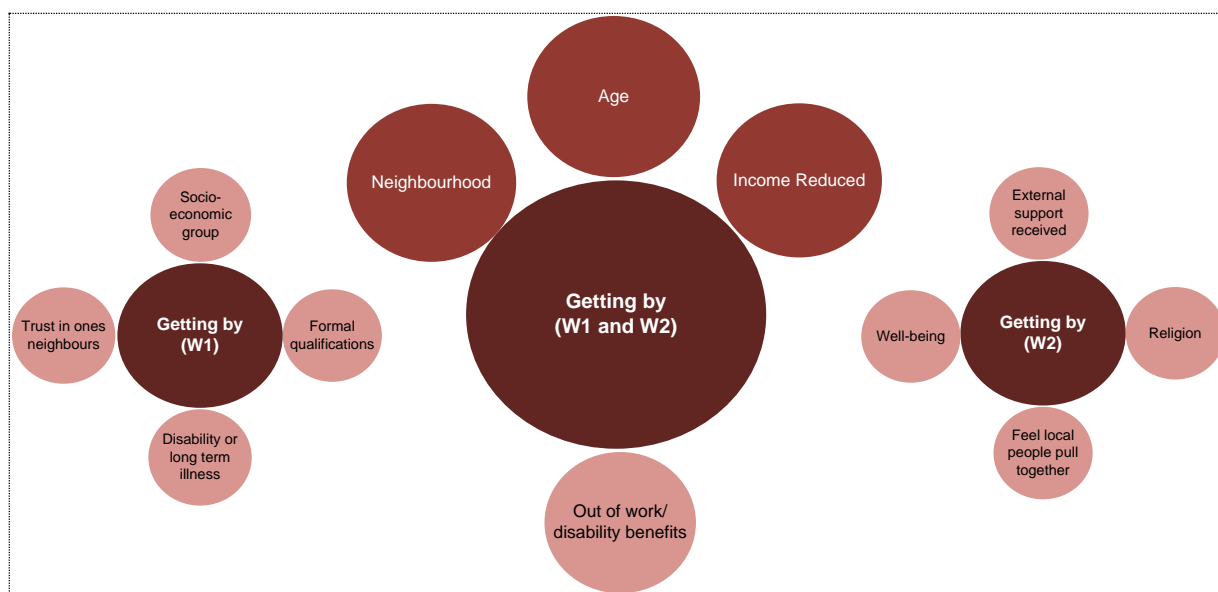 Age
Neighbourhood
Income Reduced
Getting by
(W1 and W2)
Out of work/
disability benefits
Socio-
economic
group
Trust in ones
neighbours
Getting by
(W1)
Formal
qualifications
Disability or
long term
illness
External
support
received
Well-being
Getting by
(W2)
Religion
Feel local
people pull
together